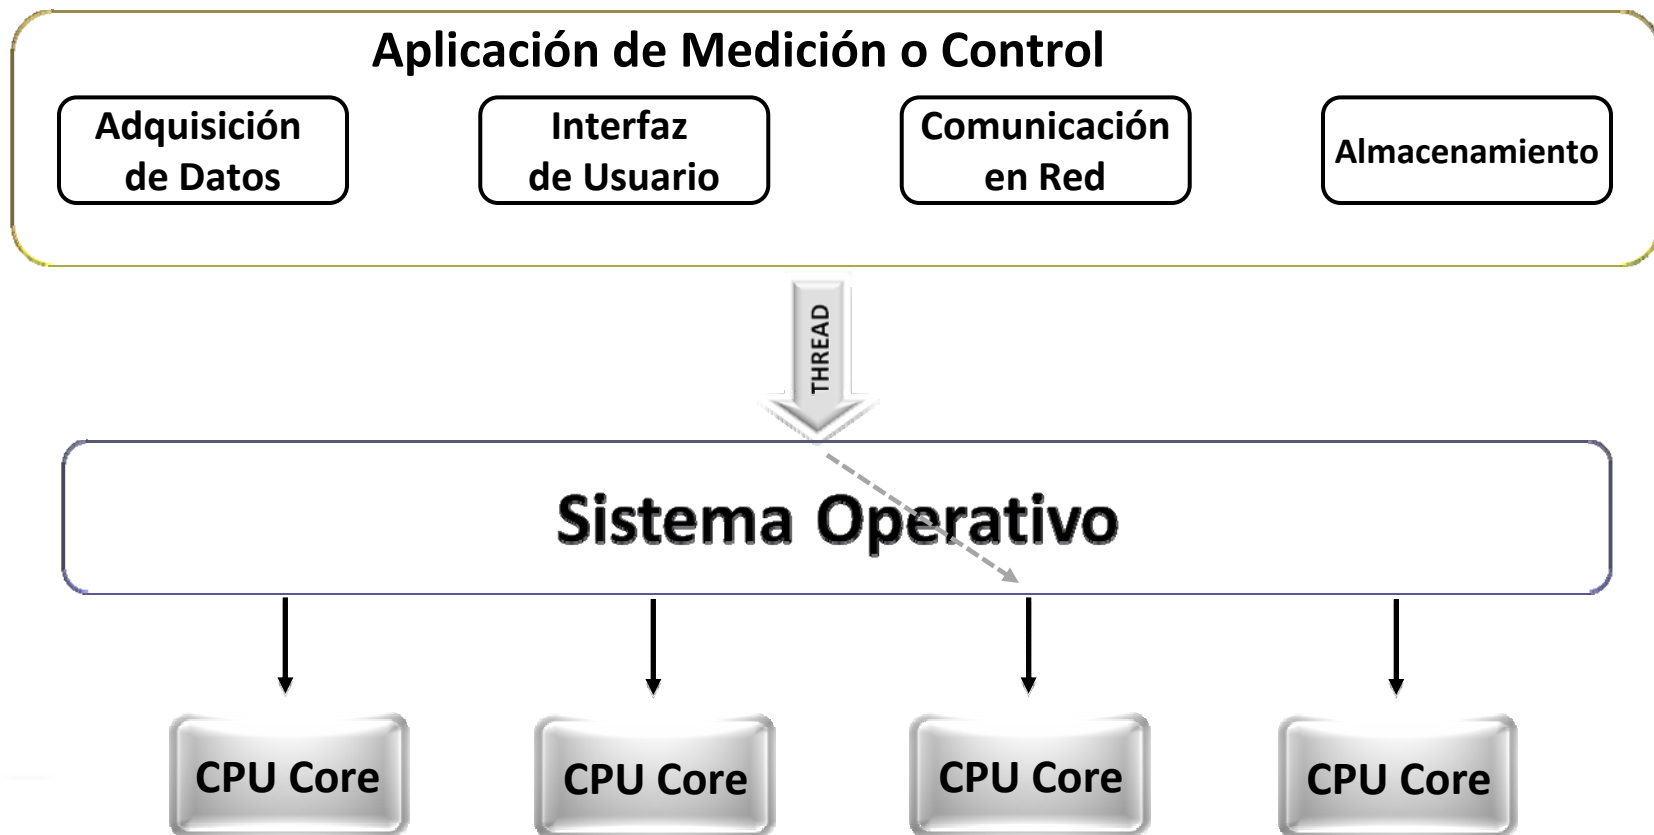 Aplicación de Medición o Control
Adquisición
de Datos
Interfaz
de Usuario
Comunicación
en Red
Almacenamiento
THREAD
Sistema Operativo
CPU Core
CPU Core
CPU Core
CPU Core